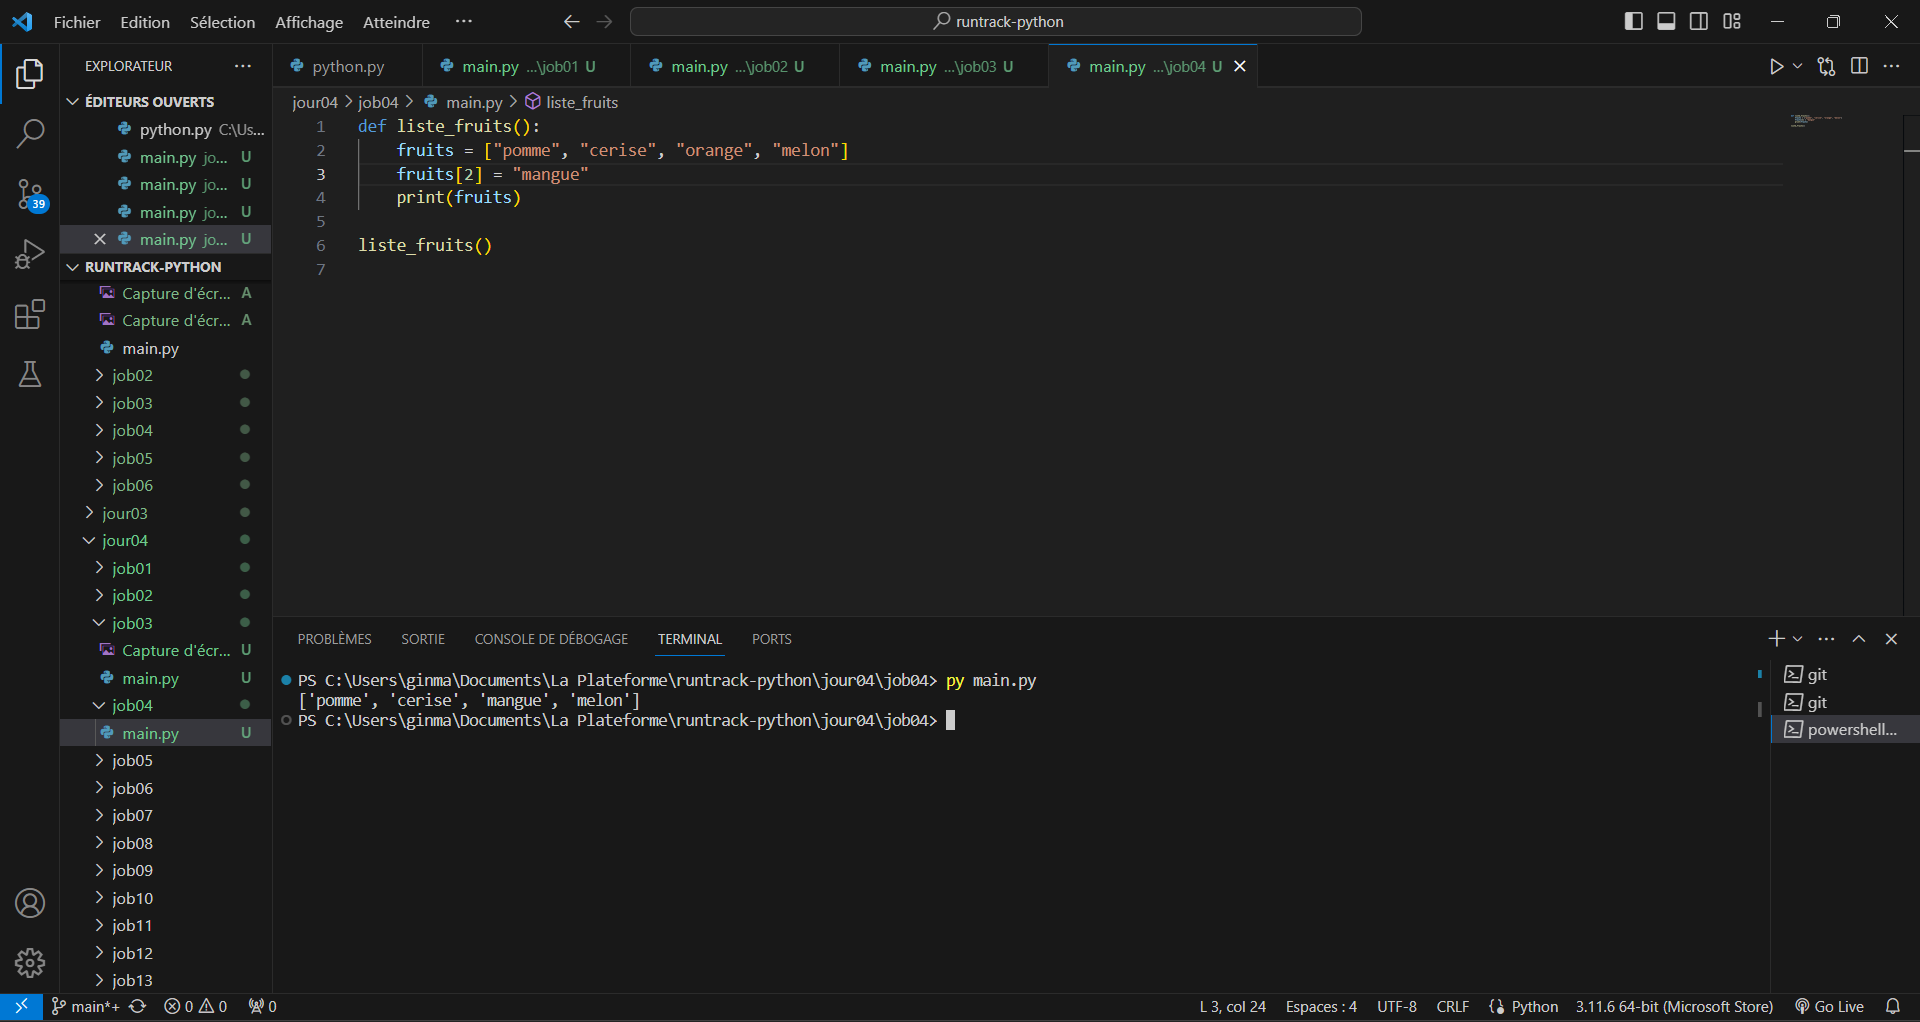 Fichier Edition Sélection Affichage Atteindre ··· runtrack-python
EXPLORATEUR ···
ÉDITEURS OUVERTS
python.py C:\Us...
main.py jo... U
main.py jo... U
main.py jo... U
main.py jo... U
RUNTRACK-PYTHON
Capture d'écr... A
Capture d'écr... A
main.py
job02
job03
job04
job05
job06
jour03
jour04
job01
job02
job03
Capture d'écr... U
main.py U
job04
main.py U
job05
job06
job07
job08
job09
job10
job11
job12
job13
39
python.py main.py ...\job01 U main.py ...\job02 U main.py ...\job03 U main.py ...\job04 U
jour04 > job04 > main.py > liste_fruits
1 def liste_fruits():
2 fruits = ["pomme", "cerise", "orange", "melon"]
3 fruits[2] = "mangue"
4 print(fruits)
5
6 liste_fruits()
7
PROBLÈMES SORTIE CONSOLE DE DÉBOGAGE TERMINAL PORTS
PS C:\Users\ginma\Documents\La Plateforme\runtrack-python\jour04\job04> py main.py
['pomme', 'cerise', 'mangue', 'melon']
PS C:\Users\ginma\Documents\La Plateforme\runtrack-python\jour04\job04>
git
git
powershell...
main*+ 0 0 0 L 3, col 24 Espaces : 4 UTF-8 CRLF Python 3.11.6 64-bit (Microsoft Store) Go Live